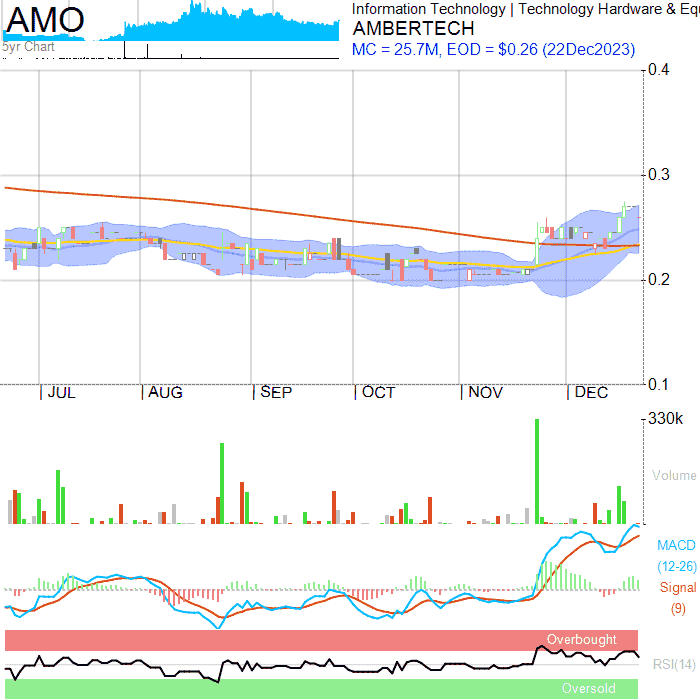 AMO
5yr Chart
Information Technology | Technology Hardware & Eq
AMBERTECH
MC = 25.7M, EOD = $0.26 (22Dec2023)
0.4
0.3
0.2
0.1
JUL
AUG
SEP
OCT
NOV
DEC
330k
Volume
MACD
(12-26)
Signal
(9)
Overbought
RSI(14)
Oversold